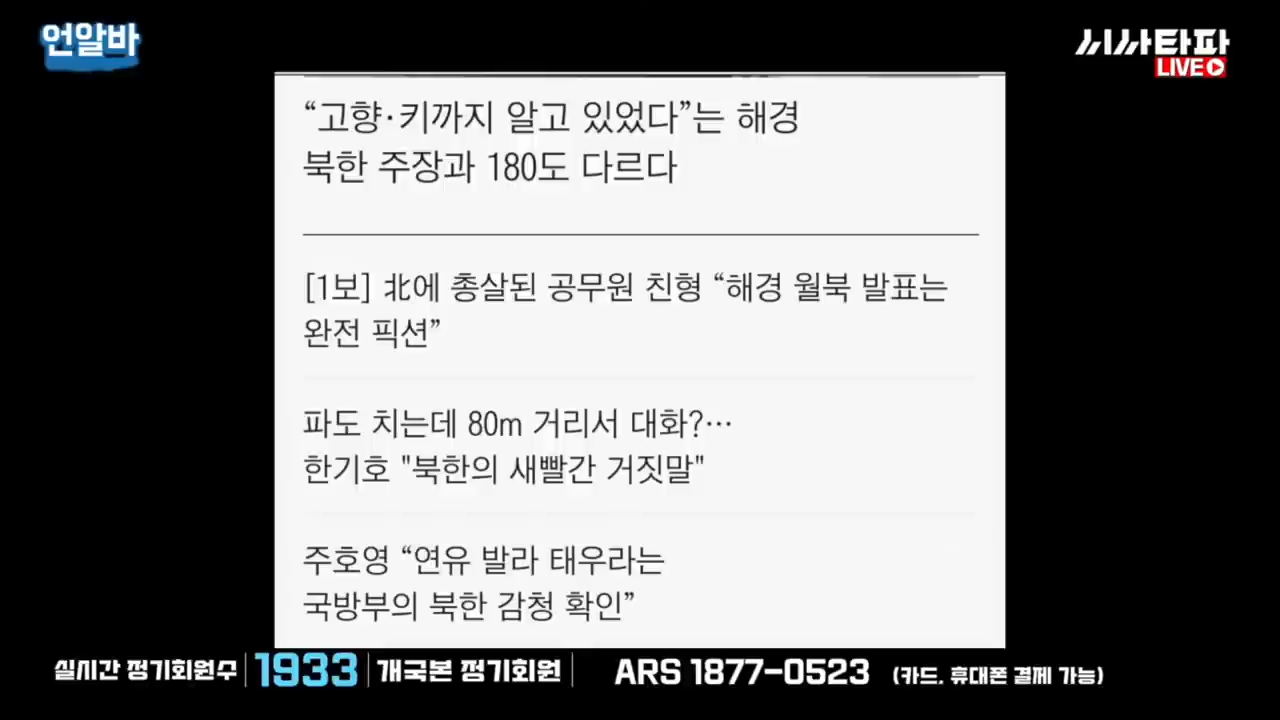 언알바
시사타파
LIVE
“고향·키까지 알고 있었다”는 해경
북한 주장과 180도 다르다
[1보] 北에 총살된 공무원 친형 “해경 월북 발표는
완전 픽션”
파도 치는데 80m 거리서 대화?…
한기호 "북한의 새빨간 거짓말"
주호영 “연유 발라 태우라는
국방부의 북한 감청 확인”
실시간 정기회원수 1933 개국본 정기회원 ARS 1877-0523 (카드, 휴대폰 결제 가능)